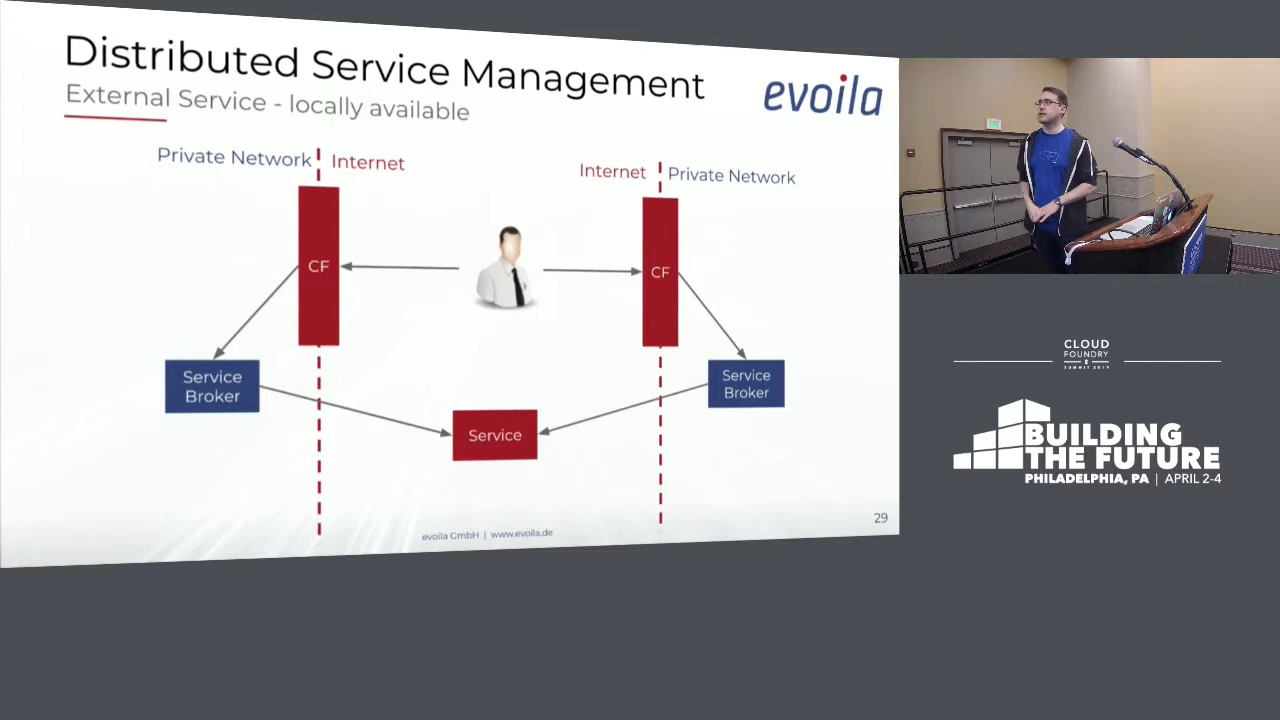 Distributed Service Management
External Service - locally available
evoila
Private Network
Internet
Internet
Private Network
CF
CF
Service
Broker
Service
Broker
Service
evoila GmbH | www.evoila.de
29
CLOUD
FOUNDRY
SUMMIT 2019
BUILDING
THE FUTURE
PHILADELPHIA, PA | APRIL 2-4